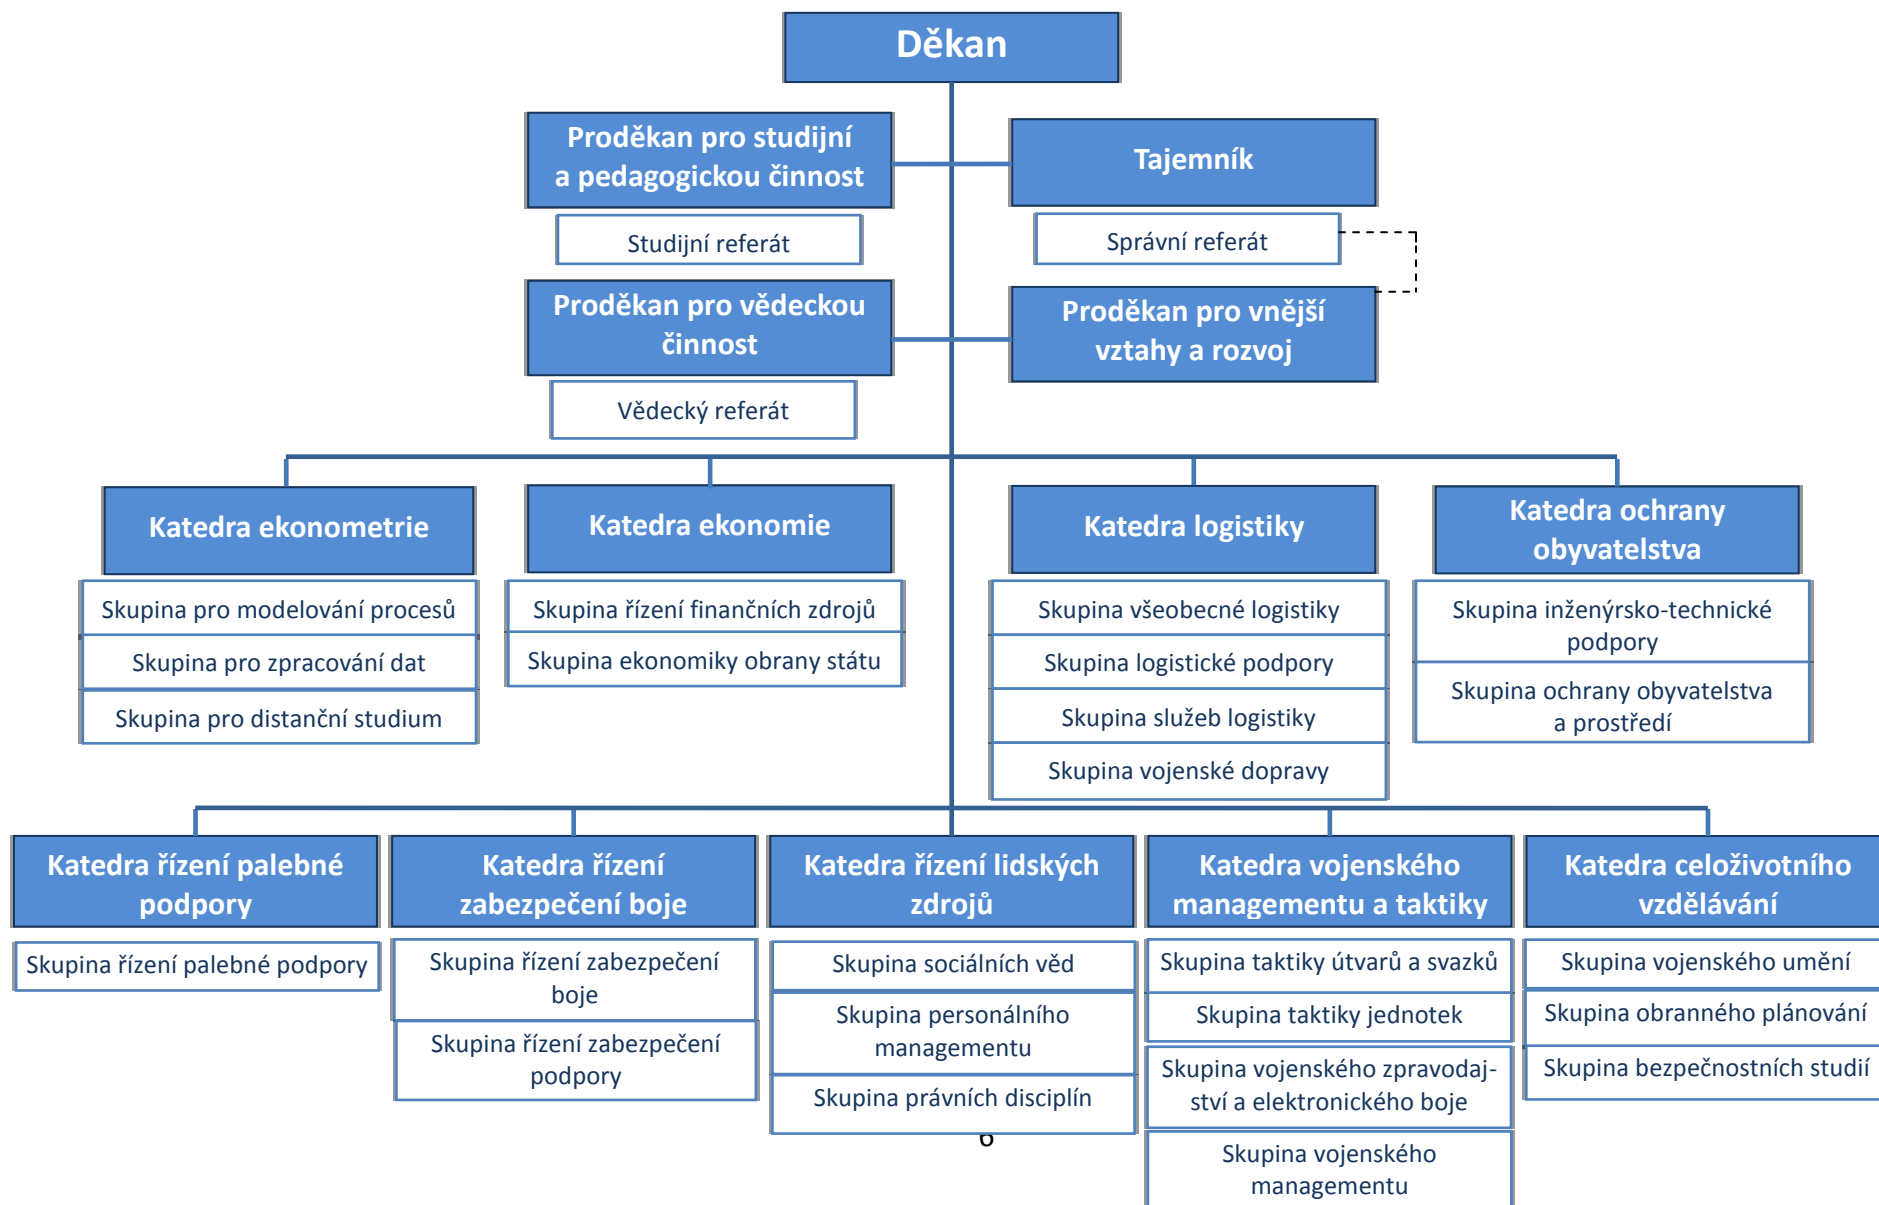 Děkan
Proděkan pro studijní
a pedagogickou činnost
Tajemník
Studijní referát
Správní referát
Proděkan pro vědeckou
činnost
Proděkan pro vnější
vztahy a rozvoj
Vědecký referát
Katedra ekonometrie
Skupina pro modelování procesů
Skupina pro zpracování dat
Skupina pro distanční studium
Katedra ekonomie
Skupina řízení finančních zdrojů
Skupina ekonomiky obrany státu
Katedra logistiky
Skupina všeobecné logistiky
Skupina logistické podpory
Skupina služeb logistiky
Skupina vojenské dopravy
Katedra ochrany
obyvatelstva
Skupina inženýrsko-technické
podpory
Skupina ochrany obyvatelstva
a prostředí
Katedra řízení palebné
podpory
Skupina řízení palebné podpory
Katedra řízení
zabezpečení boje
Skupina řízení zabezpečení
boje
Skupina řízení zabezpečení
podpory
Katedra řízení lidských
zdrojů
Skupina sociálních věd
Skupina personálního
managementu
Skupina právních disciplín
Katedra vojenského
managementu a taktiky
Skupina taktiky útvarů a svazků
Skupina taktiky jednotek
Skupina vojenského zpravodaj-
ství a elektronického boje
Skupina vojenského
managementu
Katedra celoživotního
vzdělávání
Skupina vojenského umění
Skupina obranného plánování
Skupina bezpečnostních studií
6